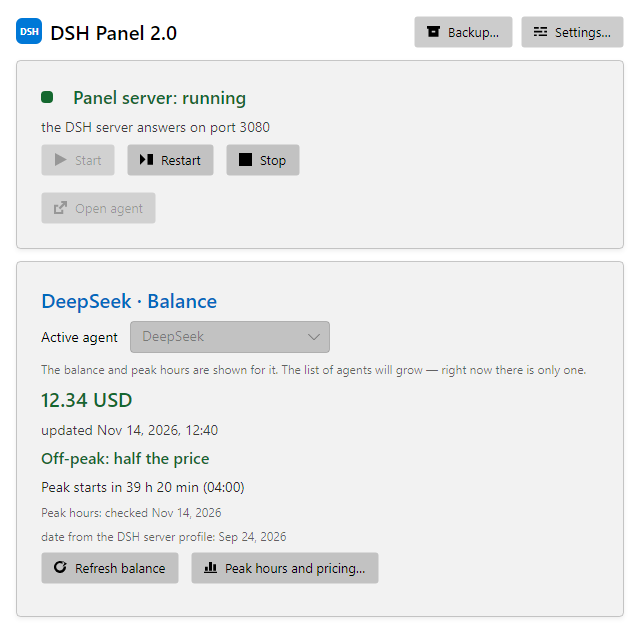 DSH DSH Panel 2.0 Backup... Settings...
Panel server: running
the DSH server answers on port 3080
Start Restart Stop
Open agent
DeepSeek · Balance
Active agent DeepSeek
The balance and peak hours are shown for it. The list of agents will grow — right now there is only one.
12.34 USD
updated Nov 14, 2026, 12:40
Off-peak: half the price
Peak starts in 39 h 20 min (04:00)
Peak hours: checked Nov 14, 2026
date from the DSH server profile: Sep 24, 2026
Refresh balance Peak hours and pricing...